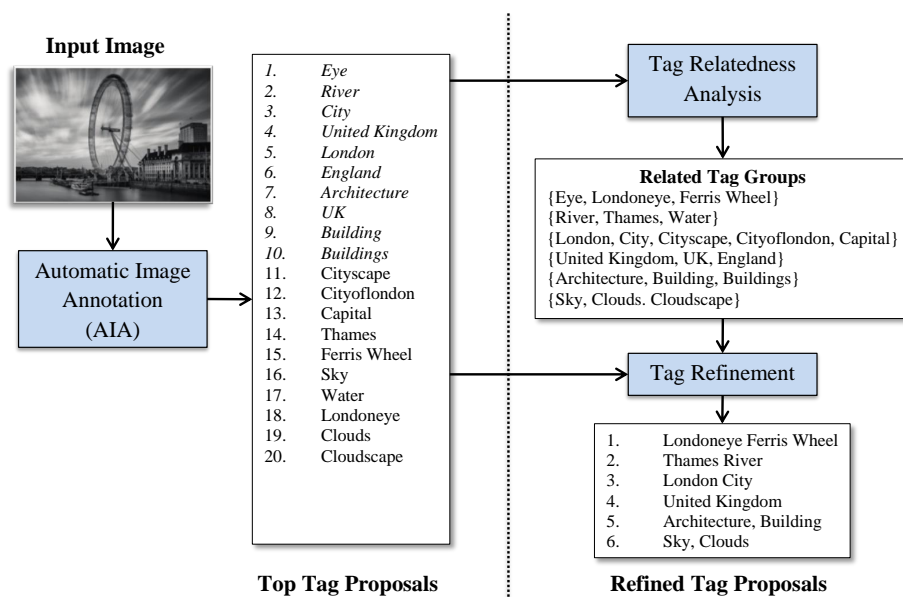 Input Image
Automatic Image
Annotation
(AIA)
1. Eye
2. River
3. City
4. United Kingdom
5. London
6. England
7. Architecture
8. UK
9. Building
10. Buildings
11. Cityscape
12. Cityoflondon
13. Capital
14. Thames
15. Ferris Wheel
16. Sky
17. Water
18. Londoneye
19. Clouds
20. Cloudscape
Top Tag Proposals
Tag Relatedness
Analysis
Related Tag Groups
{Eye, Londoneye, Ferris Wheel}
{River, Thames, Water}
{London, City, Cityscape, Cityoflondon, Capital}
{United Kingdom, UK, England}
{Architecture, Building, Buildings}
{Sky, Clouds. Cloudscape}
Tag Refinement
1. Londoneye Ferris Wheel
2. Thames River
3. London City
4. United Kingdom
5. Architecture, Building
6. Sky, Clouds
Refined Tag Proposals